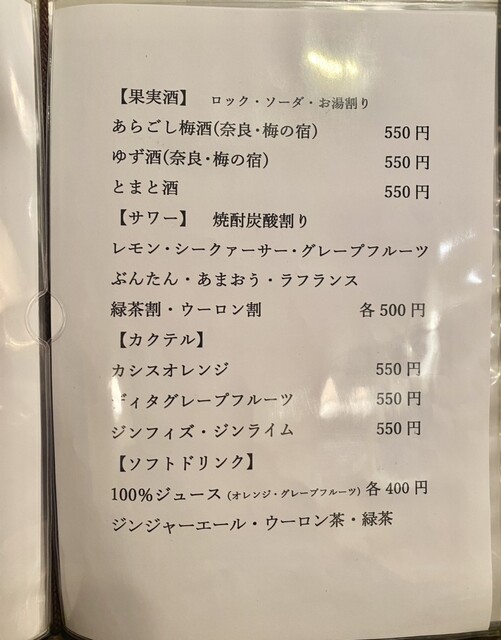 【果実酒】 ロック・ソーダ・お湯割り
あらごし梅酒(奈良・梅の宿) 550円
ゆず酒(奈良・梅の宿) 550円
とまと酒 550円
【サワー】 焼酎炭酸割り
レモン・シークァーサー・グレープフルーツ
ぶんたん・あまおう・ラフランス
緑茶割・ウーロン割 各500円
【カクテル】
カシスオレンジ 550円
ディタグレープフルーツ 550円
ジンフィズ・ジンライム 550円
【ソフトドリンク】
100%ジュース(オレンジ・グレープフルーツ) 各400円
ジンジャーエール・ウーロン茶・緑茶